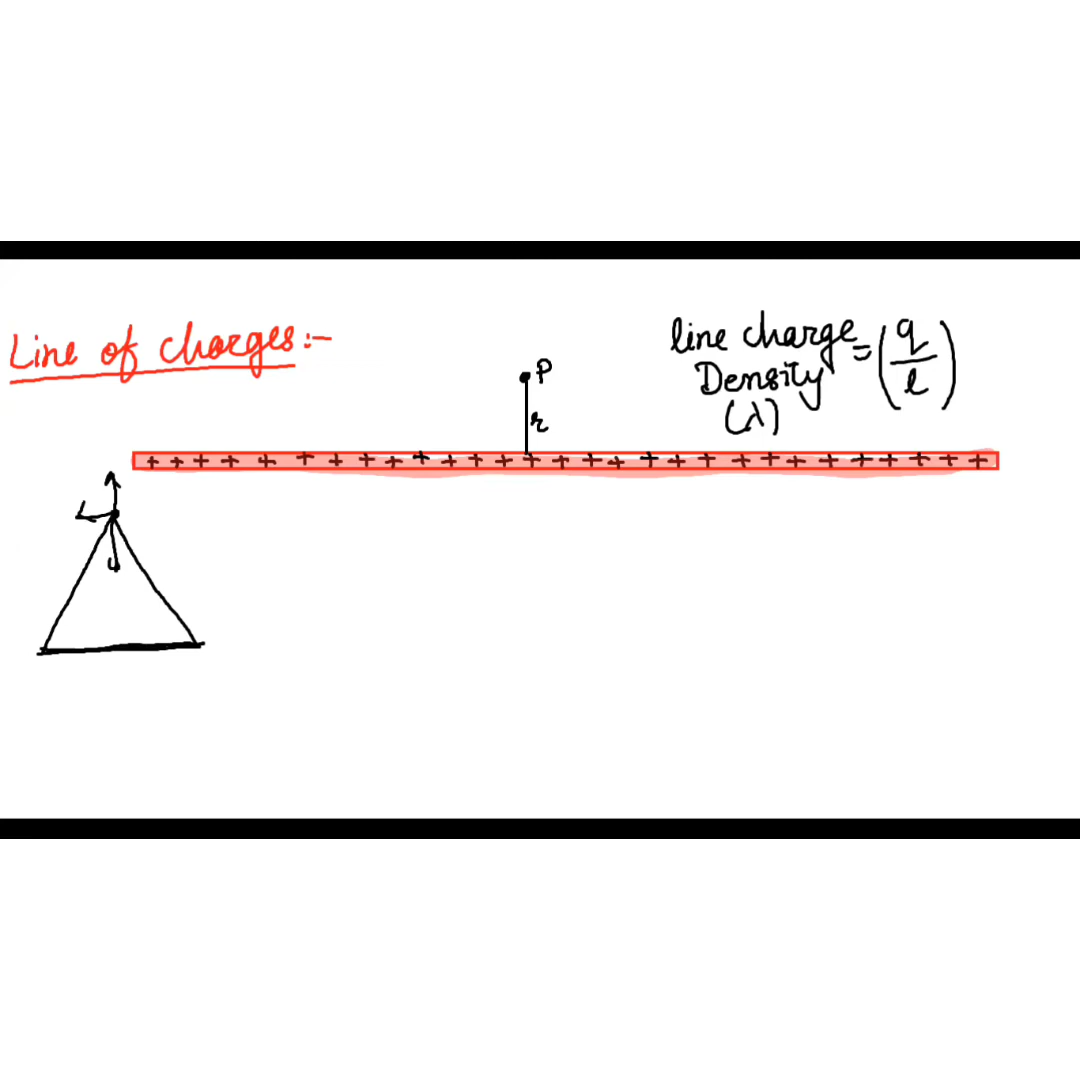 Line of charges:-
line charge
Density
(λ)
= (q/l)
P
r
+ + + + + + + + + + + + + + + + + + + + + + + + + + + + +